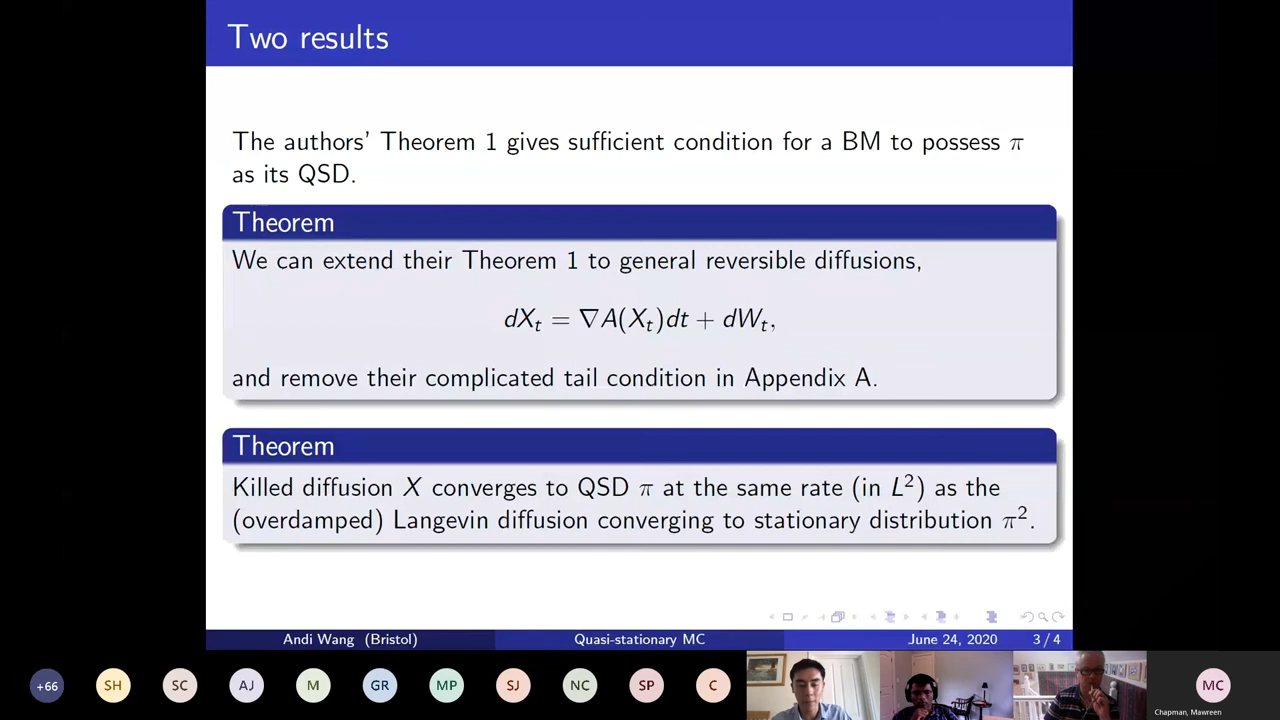 Two results
The authors' Theorem 1 gives sufficient condition for a BM to possess π
as its QSD.
Theorem
We can extend their Theorem 1 to general reversible diffusions,
dX_t = ∇A(X_t)dt + dW_t,
and remove their complicated tail condition in Appendix A.
Theorem
Killed diffusion X converges to QSD π at the same rate (in L²) as the
(overdamped) Langevin diffusion converging to stationary distribution π².
Andi Wang (Bristol) Quasi-stationary MC June 24, 2020 3 / 4
+66 SH SC AJ M GR MP SJ NC SP C MC
Chapman, Mawreen